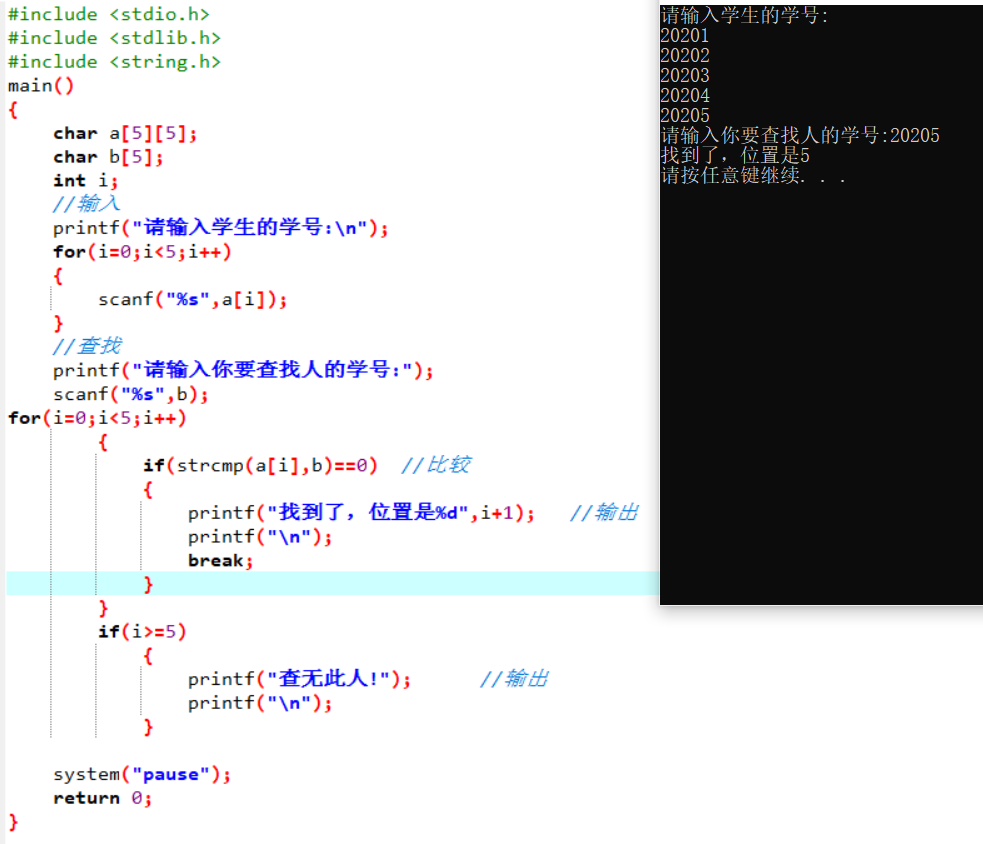 #include <stdio.h>
#include <stdlib.h>
#include <string.h>
main()
{
char a[5][5];
char b[5];
int i;
//输入
printf("请输入学生的学号:\n");
for(i=0;i<5;i++)
{
scanf("%s",a[i]);
}
//查找
printf("请输入你要查找人的学号:");
scanf("%s",b);
for(i=0;i<5;i++)
{
if(strcmp(a[i],b)==0)  //比较
{
printf("找到了，位置是%d",i+1);   //输出
printf("\n");
break;
}
}
if(i>=5)
{
printf("查无此人!");      //输出
printf("\n");
}
system("pause");
return 0;
}
请输入学生的学号:
20201
20202
20203
20204
20205
请输入你要查找人的学号:20205
找到了，位置是5
请按任意键继续. . .